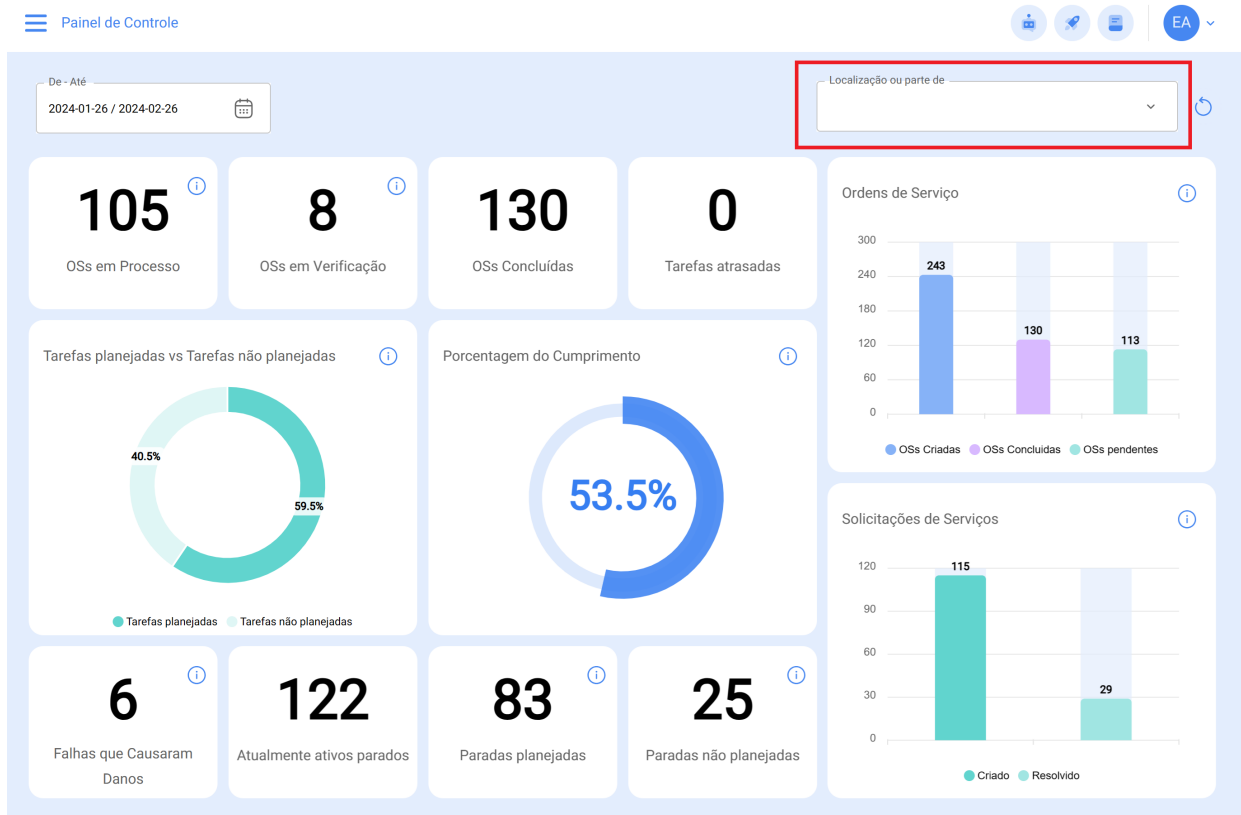 Painel de Controle
EA
De - Até
2024-01-26 / 2024-02-26
Localização ou parte de
105
OSs em Processo
8
OSs em Verificação
130
OSs Concluídas
0
Tarefas atrasadas
Ordens de Serviço
300
240
180
120
60
0
243
130
113
OSs Criadas
OSs Concluidas
OSs pendentes
Tarefas planejadas vs Tarefas não planejadas
40.5%
59.5%
Tarefas planejadas
Tarefas não planejadas
Porcentagem do Cumprimento
53.5%
Solicitações de Serviços
120
90
60
30
0
115
29
Criado
Resolvido
6
Falhas que Causaram
Danos
122
Atualmente ativos parados
83
Paradas planejadas
25
Paradas não planejadas